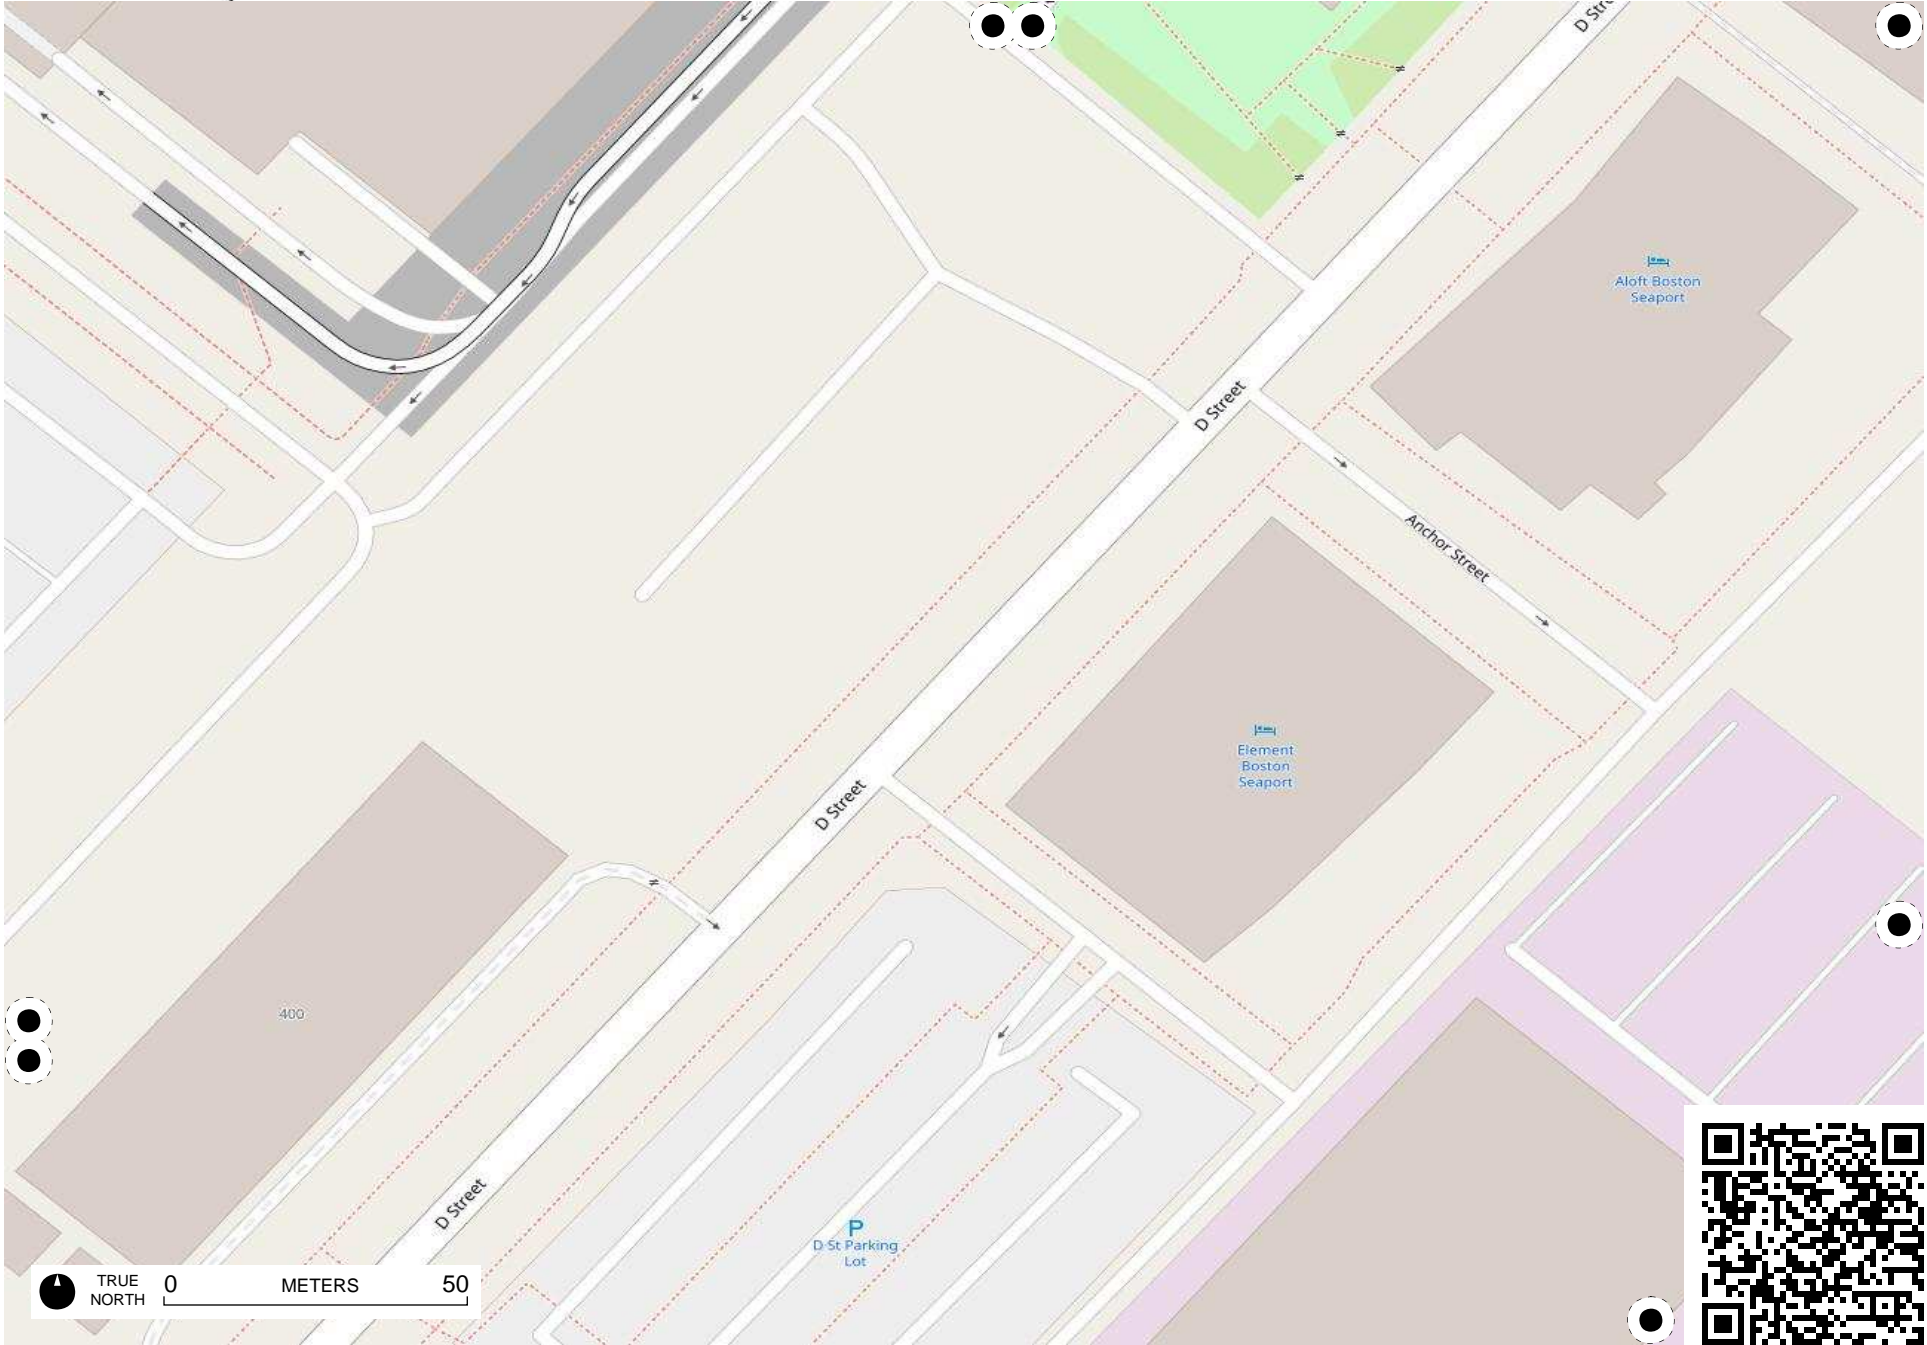 D Str
Aloft Boston
Seaport
D Street
Anchor Street
Element
Boston
Seaport
D Street
400
D Street
P
D St Parking
Lot
TRUE
NORTH
0
METERS
50